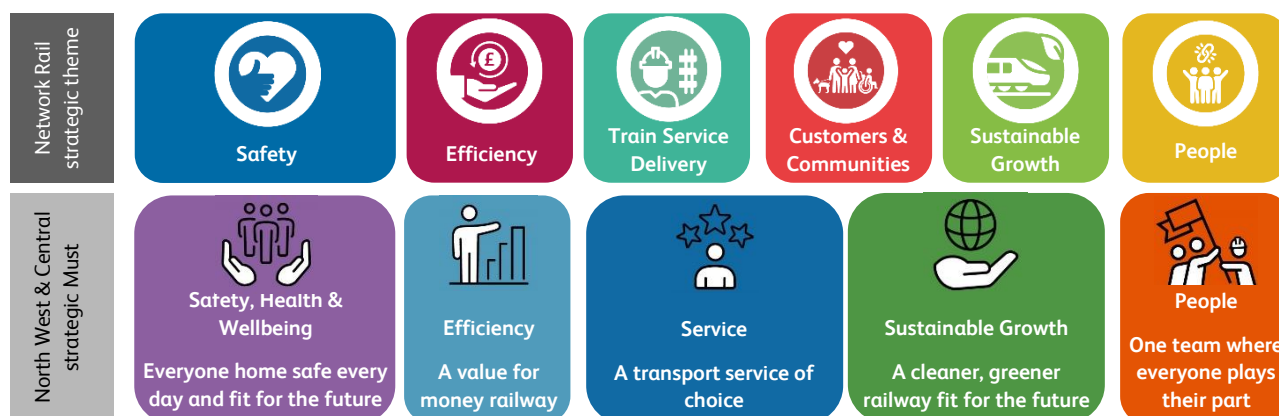 Network Rail
strategic theme
Safety
£
Efficiency
Train Service
Delivery
Customers &
Communities
Sustainable
Growth
People
North West & Central
strategic Must
Safety, Health &
Wellbeing
Everyone home safe every
day and fit for the future
Efficiency
A value for
money railway
Service
A transport service of
choice
Sustainable Growth
A cleaner, greener
railway fit for the future
People
One team where
everyone plays
their part